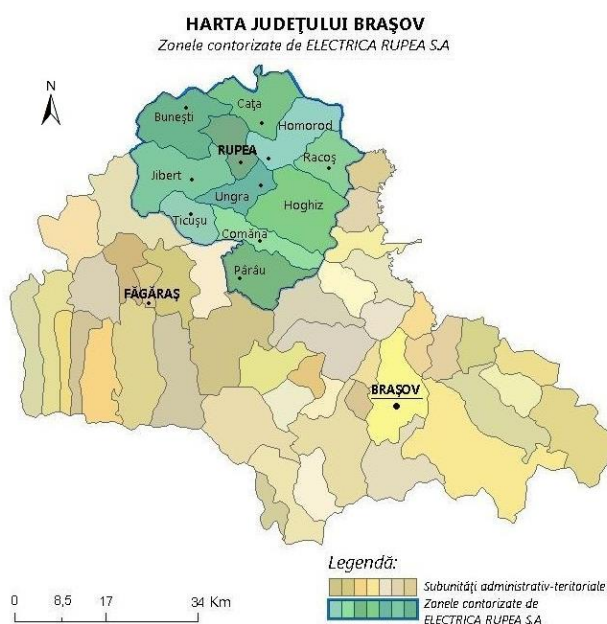 HARTA JUDEŢULUI BRAŞOV
Zonele contorizate de ELECTRICA RUPEA S.A
N
Caţa
Buneşti
Homorod
RUPEA
Racoş
Jibert
Ungra
Hoghiz
Ticuşu
Comăna
Părău
FĂGĂRAŞ
BRAŞOV
Legendă:
Subunităţi administrativ-teritoriale
Zonele contorizate de
ELECTRICA RUPEA S.A
0 8,5 17 34 Km